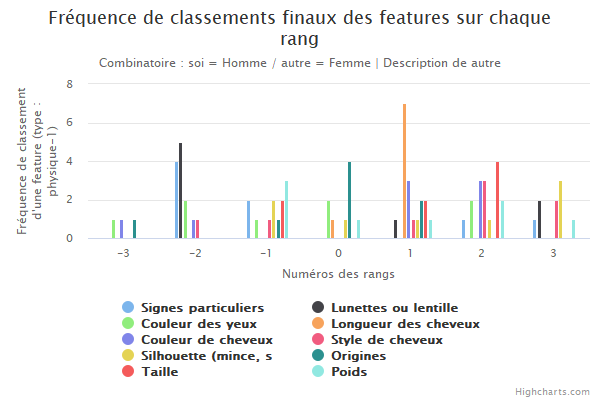 Fréquence de classements finaux des features sur chaque
rang
Combinatoire : soi = Homme / autre = Femme | Description de autre
Fréquence de classement
d'une feature (type :
physique-1)
8
6
4
2
0
−3
−2
−1
0
1
2
3
Numéros des rangs
Signes particuliers
Lunettes ou lentille
Couleur des yeux
Longueur des cheveux
Couleur de cheveux
Style de cheveux
Silhouette (mince, s
Origines
Taille
Poids
Highcharts.com